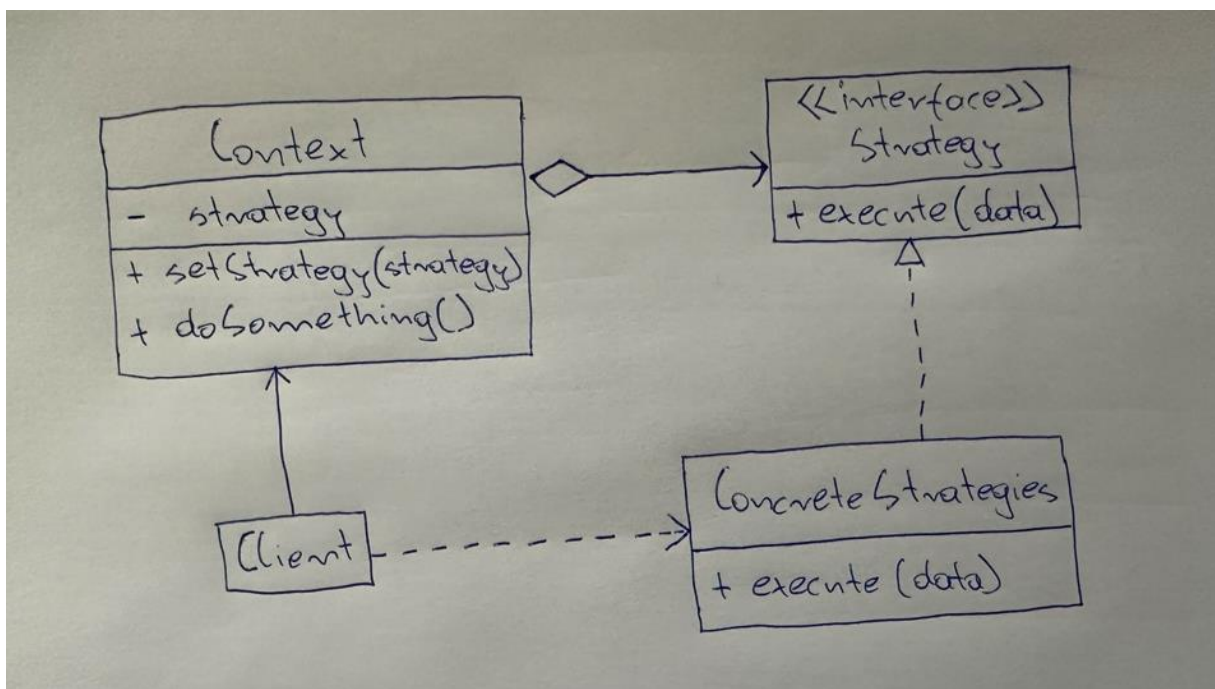 Context
- strategy
+ setStrategy(strategy)
+ doSomething()
<<interface>>
Strategy
+ execute(data)
Client
ConcreteStrategies
+ execute(data)